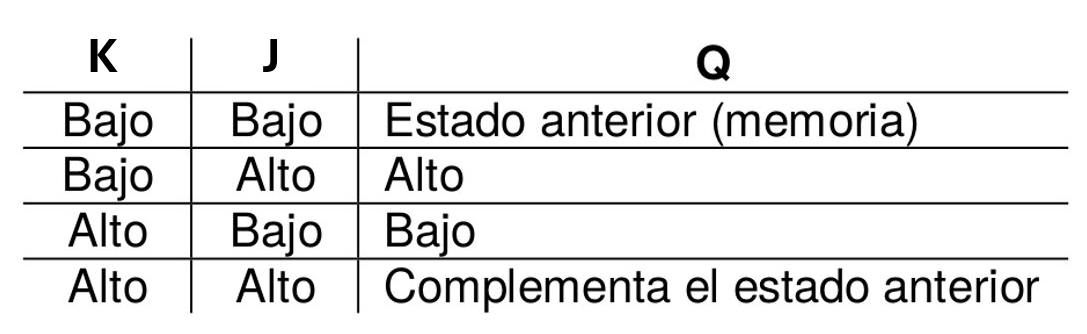 K J Q
Bajo Bajo Estado anterior (memoria)
Bajo Alto Alto
Alto Bajo Bajo
Alto Alto Complementa el estado anterior